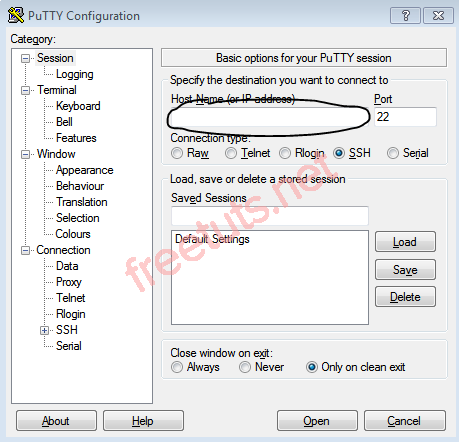 PuTTY Configuration
Category:
Session
Logging
Terminal
Keyboard
Bell
Features
Window
Appearance
Behaviour
Translation
Selection
Colours
Connection
Data
Proxy
Telnet
Rlogin
SSH
Serial
Basic options for your PuTTY session
Specify the destination you want to connect to
Host Name (or IP address) Port
22
Connection type:
Raw Telnet Rlogin SSH Serial
Load, save or delete a stored session
Saved Sessions
Default Settings
Load
Save
Delete
Close window on exit:
Always Never Only on clean exit
About Help Open Cancel
freetuts.net